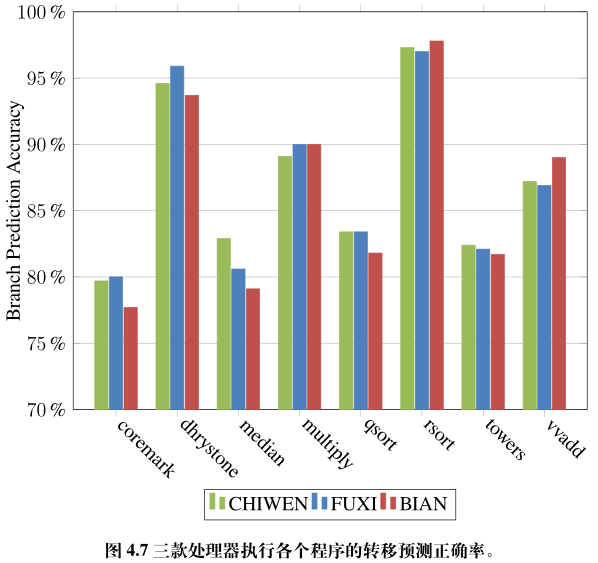 100 %
95 %
90 %
85 %
80 %
75 %
70 %
Branch Prediction Accuracy
coremark
dhrystone
median
multiply
qsort
rsort
towers
vvadd
CHIWEN FUXI BIAN
图 4.7 三款处理器执行各个程序的转移预测正确率。